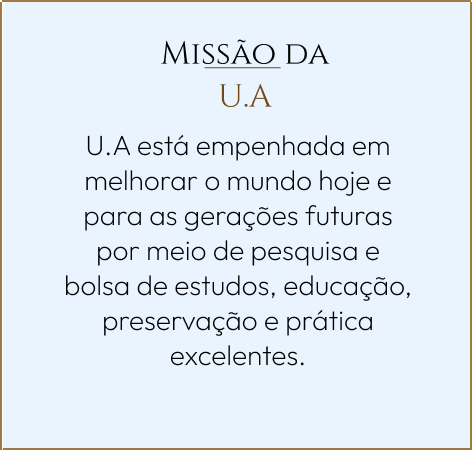 Missão da
U.A
U.A está empenhada em
melhorar o mundo hoje e
para as gerações futuras
por meio de pesquisa e
bolsa de estudos, educação,
preservação e prática
excelentes.